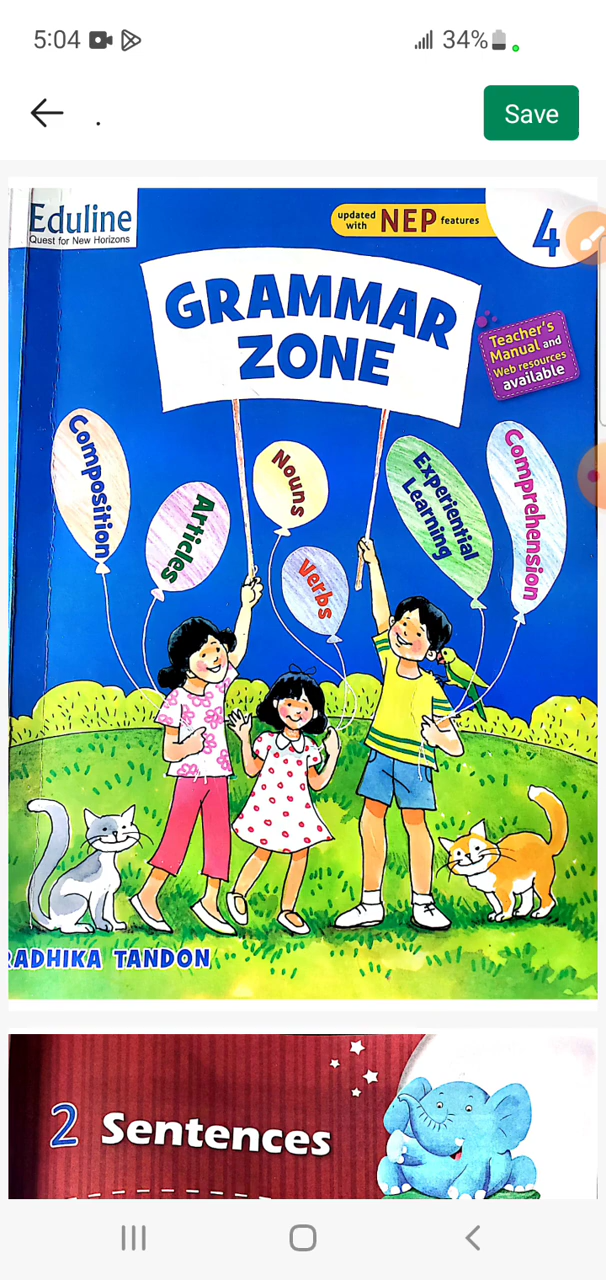 5:04
34%
.
Save
Eduline
Quest for New Horizons
updated with NEP features
4
GRAMMAR
ZONE
Teacher's
Manual and
Web resources
available
Composition
Articles
Nouns
Verbs
Experiential
Learning
Comprehension
RADHIKA TANDON
2 Sentences